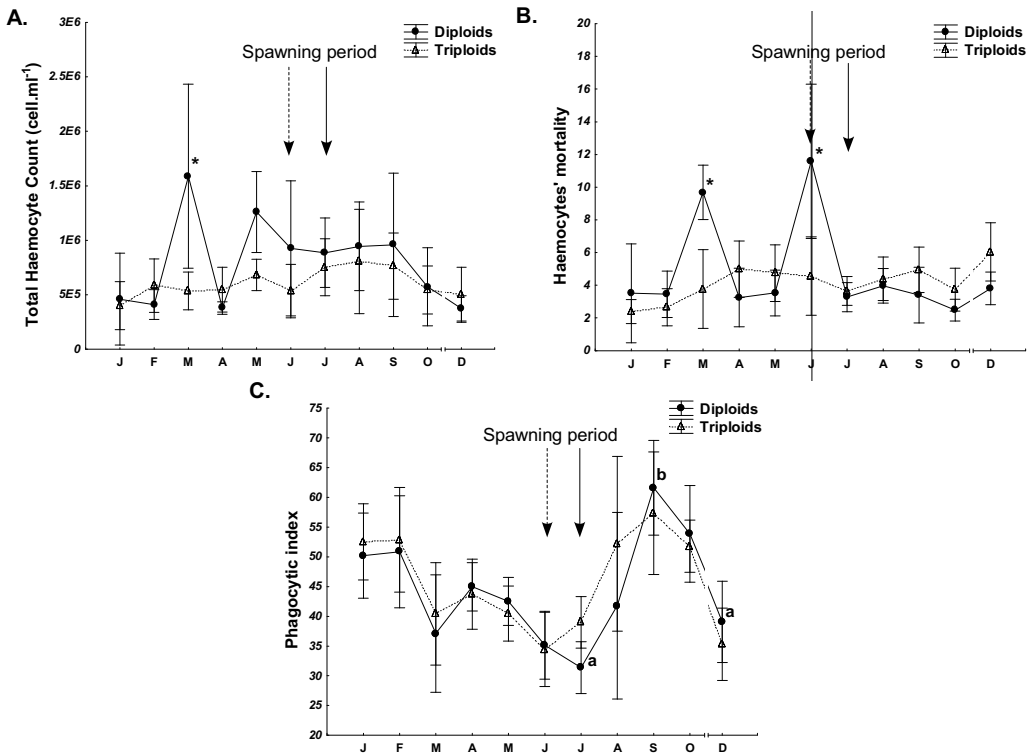 A.
Total Haemocyte Count (cell.ml-1)
3E6
2.5E6
2E6
1.5E6
1E6
5E5
0
Diploids
Triploids
Spawning period
*
J F M A M J J A S O D
B.
Haemocytes' mortality
20
18
16
14
12
10
8
6
4
2
0
Diploids
Triploids
Spawning period
*
*
J F M A M J J A S O D
C.
Phagocytic index
75
70
65
60
55
50
45
40
35
30
25
20
Diploids
Triploids
Spawning period
b
a
a
J F M A M J J A S O D